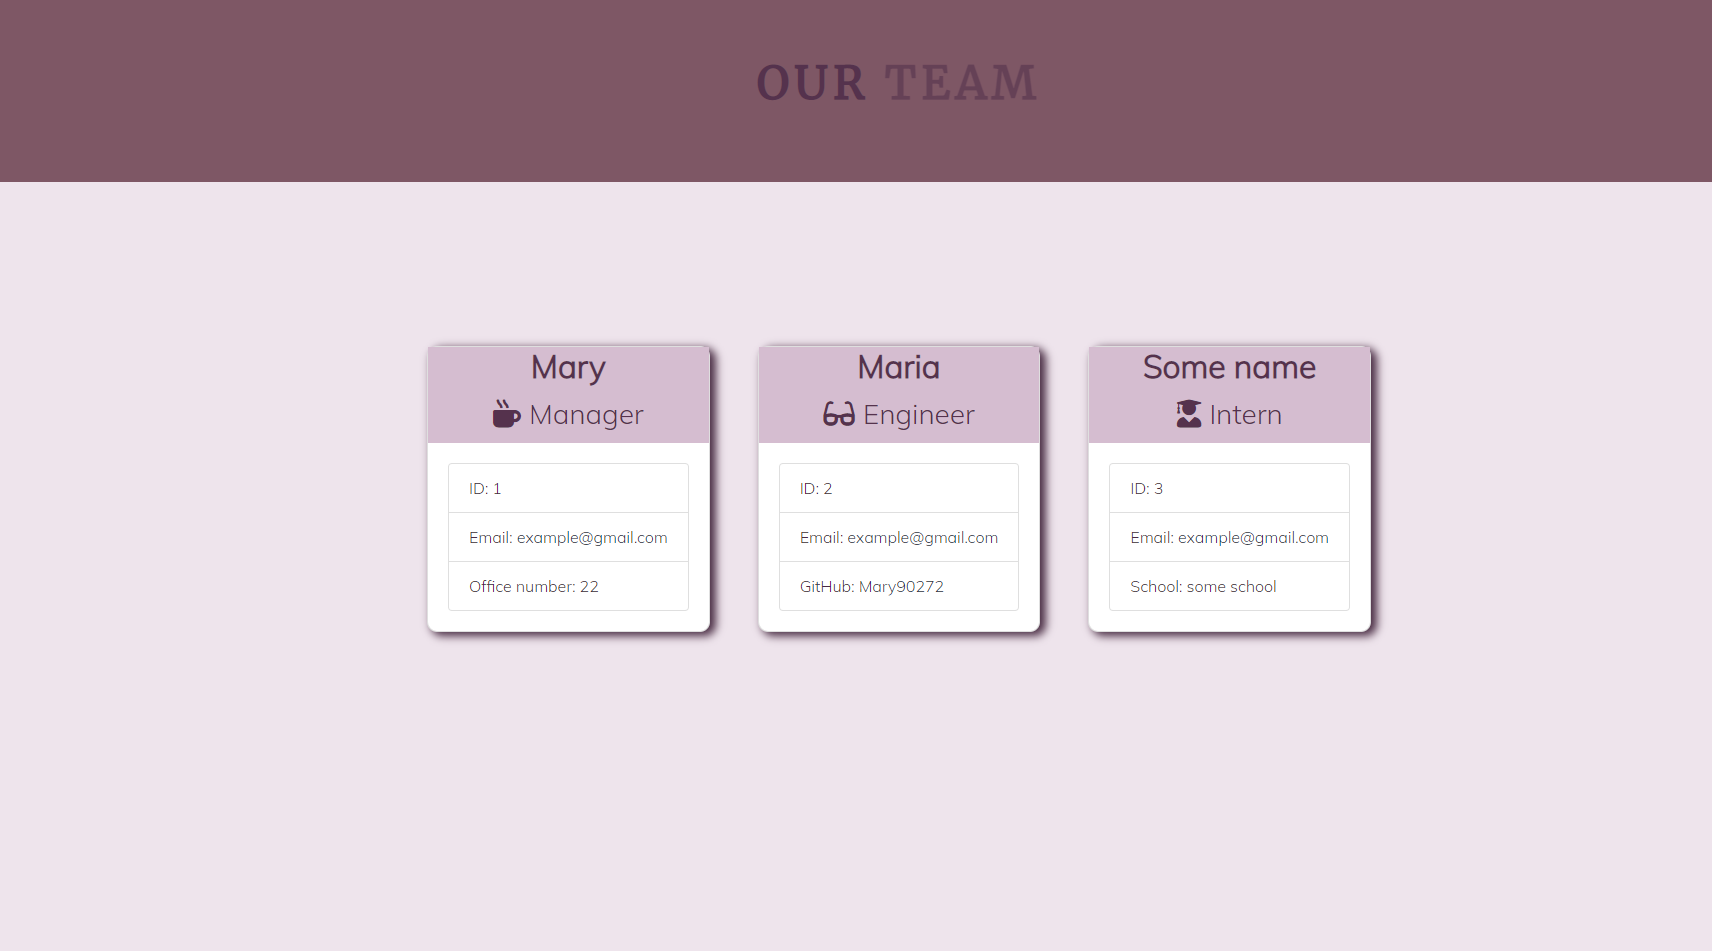 OUR TEAM
Mary
Manager
ID: 1
Email: example@gmail.com
Office number: 22
Maria
Engineer
ID: 2
Email: example@gmail.com
GitHub: Mary90272
Some name
Intern
ID: 3
Email: example@gmail.com
School: some school